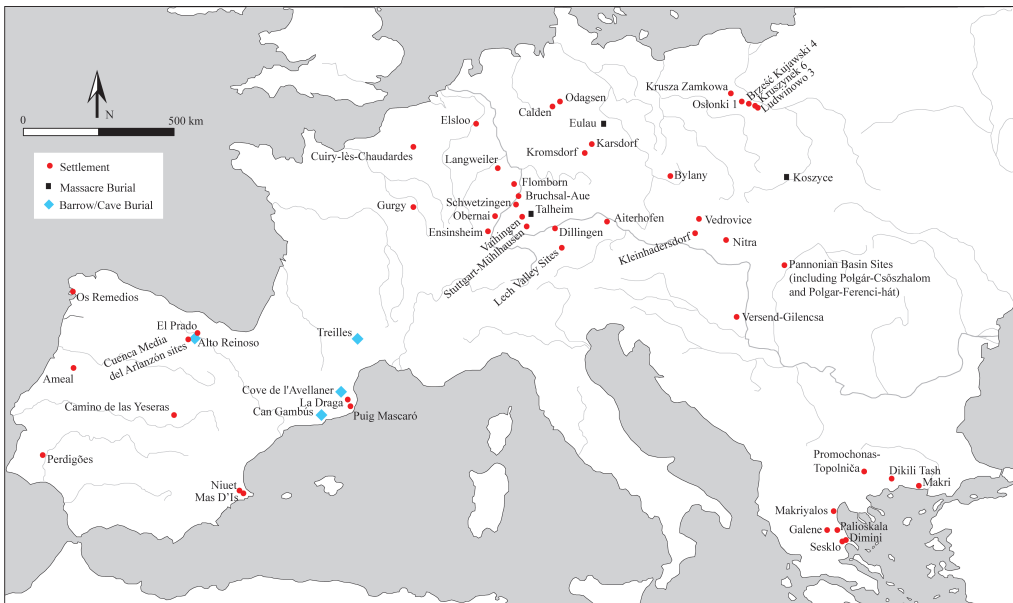 N
0
500 km
Settlement
Massacre Burial
Barrow/Cave Burial
Krusza Zamkowa
Osłonki 1
Brześć Kujawski 4
Kruszynek 6
Ludwinowo 3
Odagsen
Calden
Eulau
Elsloo
Cuiry-lès-Chaudardes
Karsdorf
Kromsdorf
Langweiler
Bylany
Koszyce
Flomborn
Bruchsal-Aue
Gurgy
Schwetzingen
Talheim
Obernai
Ensinsheim
Vaihingen
Stuttgart-Mühlhausen
Dillingen
Aiterhofen
Lech Valley Sites
Vedrovice
Kleinhadersdorf
Nitra
Pannonian Basin Sites
(including Polgár-Csôszhalom
and Polgar-Ferenci-hát)
Versend-Gilencsa
Os Remedios
El Prado
Alto Reinoso
Cuenca Media
del Arlanzón sites
Treilles
Ameal
Cove de l'Avellaner
La Draga
Can Gambús
Puig Mascaró
Camino de las Yeseras
Perdigões
Niuet
Mas D'Is
Promochonas-
Topolniča
Dikili Tash
Makri
Makriyalos
Galene
Palioskala
Dimini
Sesklo